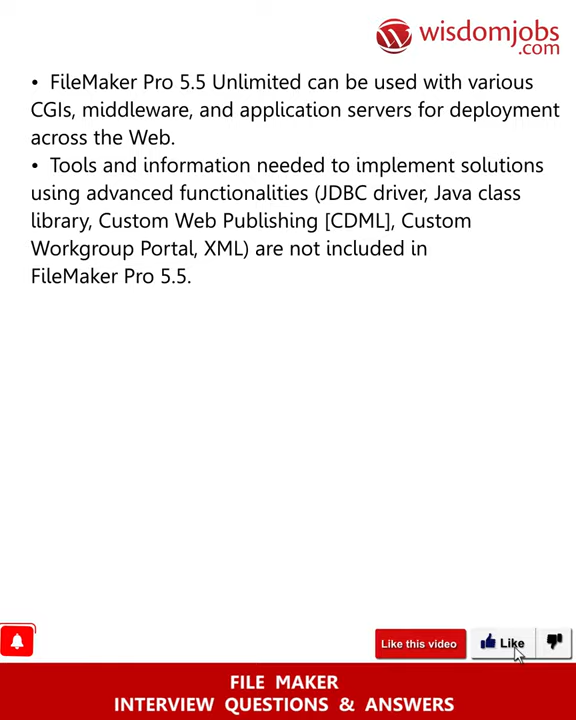 wisdomjobs
.com
• FileMaker Pro 5.5 Unlimited can be used with various
CGIs, middleware, and application servers for deployment
across the Web.
• Tools and information needed to implement solutions
using advanced functionalities (JDBC driver, Java class
library, Custom Web Publishing [CDML], Custom
Workgroup Portal, XML) are not included in
FileMaker Pro 5.5.
Like this video
Like
FILE MAKER
INTERVIEW QUESTIONS & ANSWERS